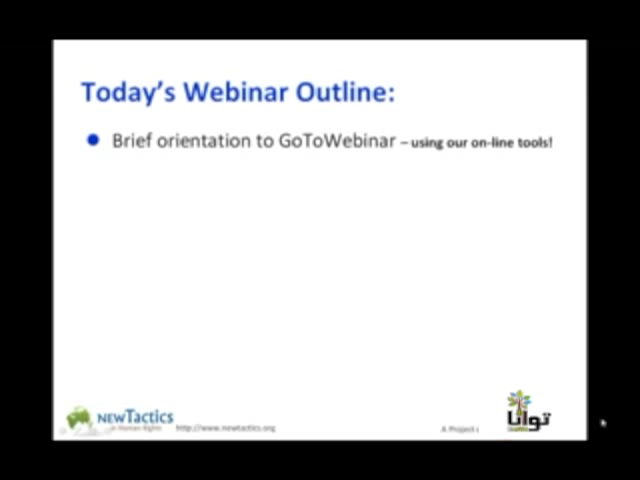 Today's Webinar Outline:
Brief orientation to GoToWebinar – using our on-line tools!
NEWTactics
in Human Rights
http://www.newtactics.org
A Project
توانا